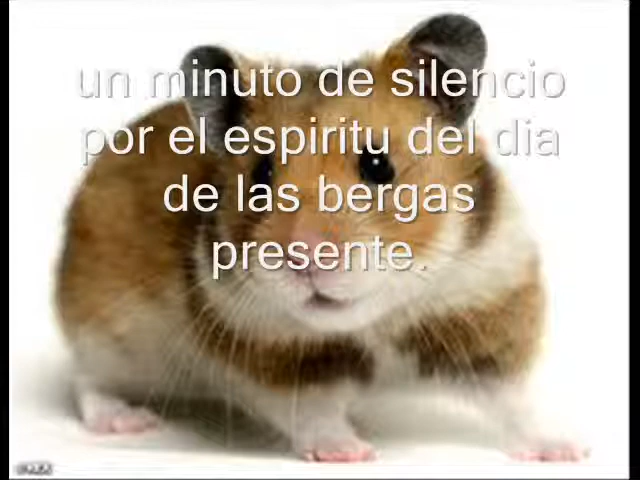 un minuto de silencio
por el espiritu del dia
de las bergas
presente.